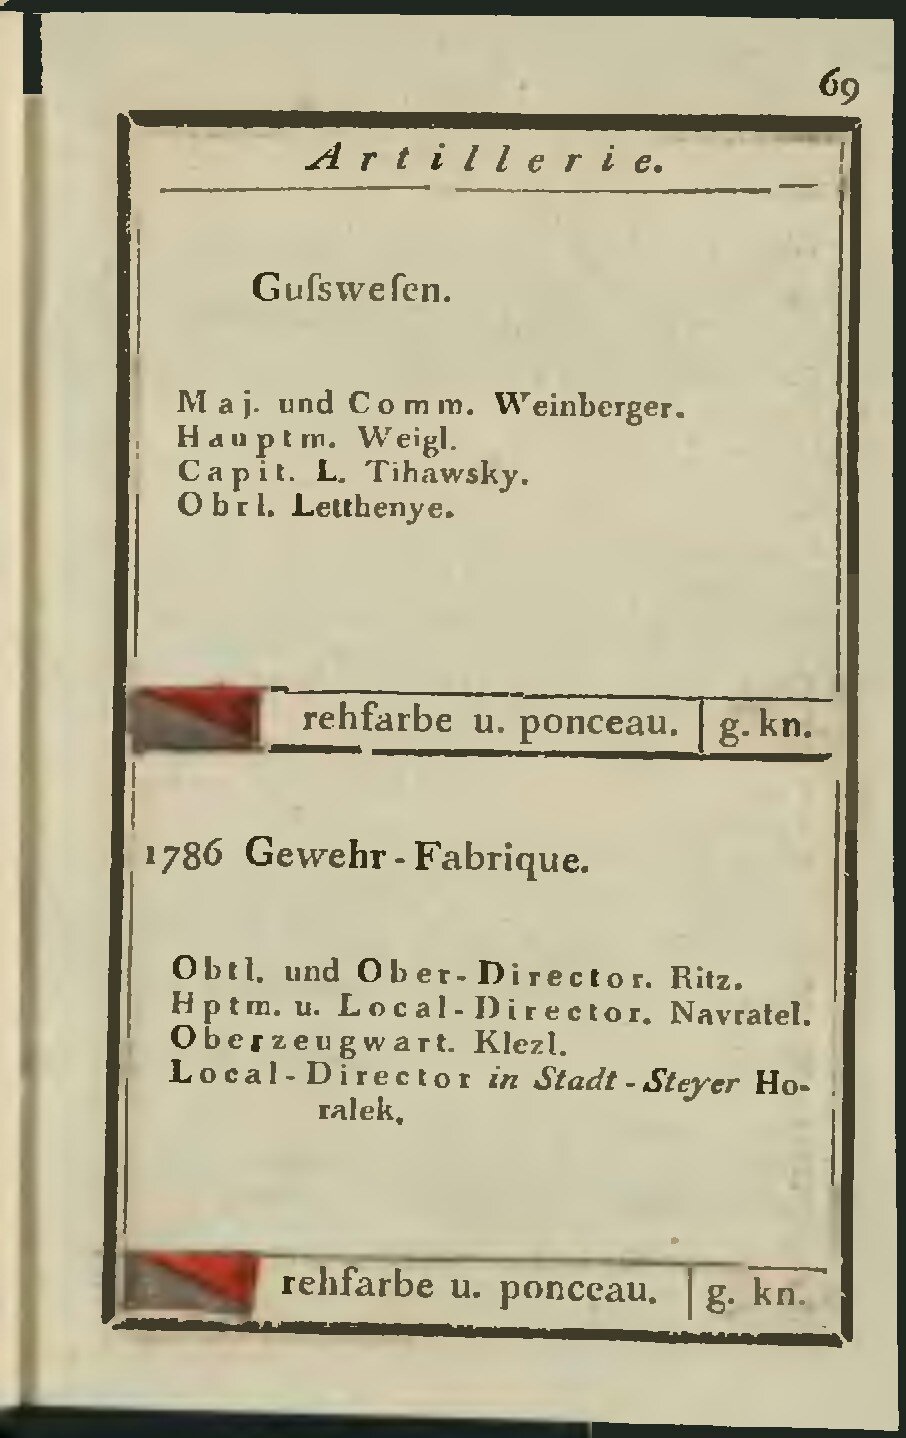 69
Artillerie.
Guſsweſen.
Maj. und Comm. Weinberger.
Hauptm. Weigl.
Capit. L. Tihawsky.
Obrl. Letthenye.
rehfarbe u. ponceau. | g. kn.
1786 Gewehr-Fabrique.
Obtl. und Ober-Director. Ritz.
Hptm. u. Local-Director. Navratel.
Oberzeugwart. Klezl.
Local-Director in Stadt-Steyer Ho-
ralek.
rehfarbe u. ponceau. | g. kn.